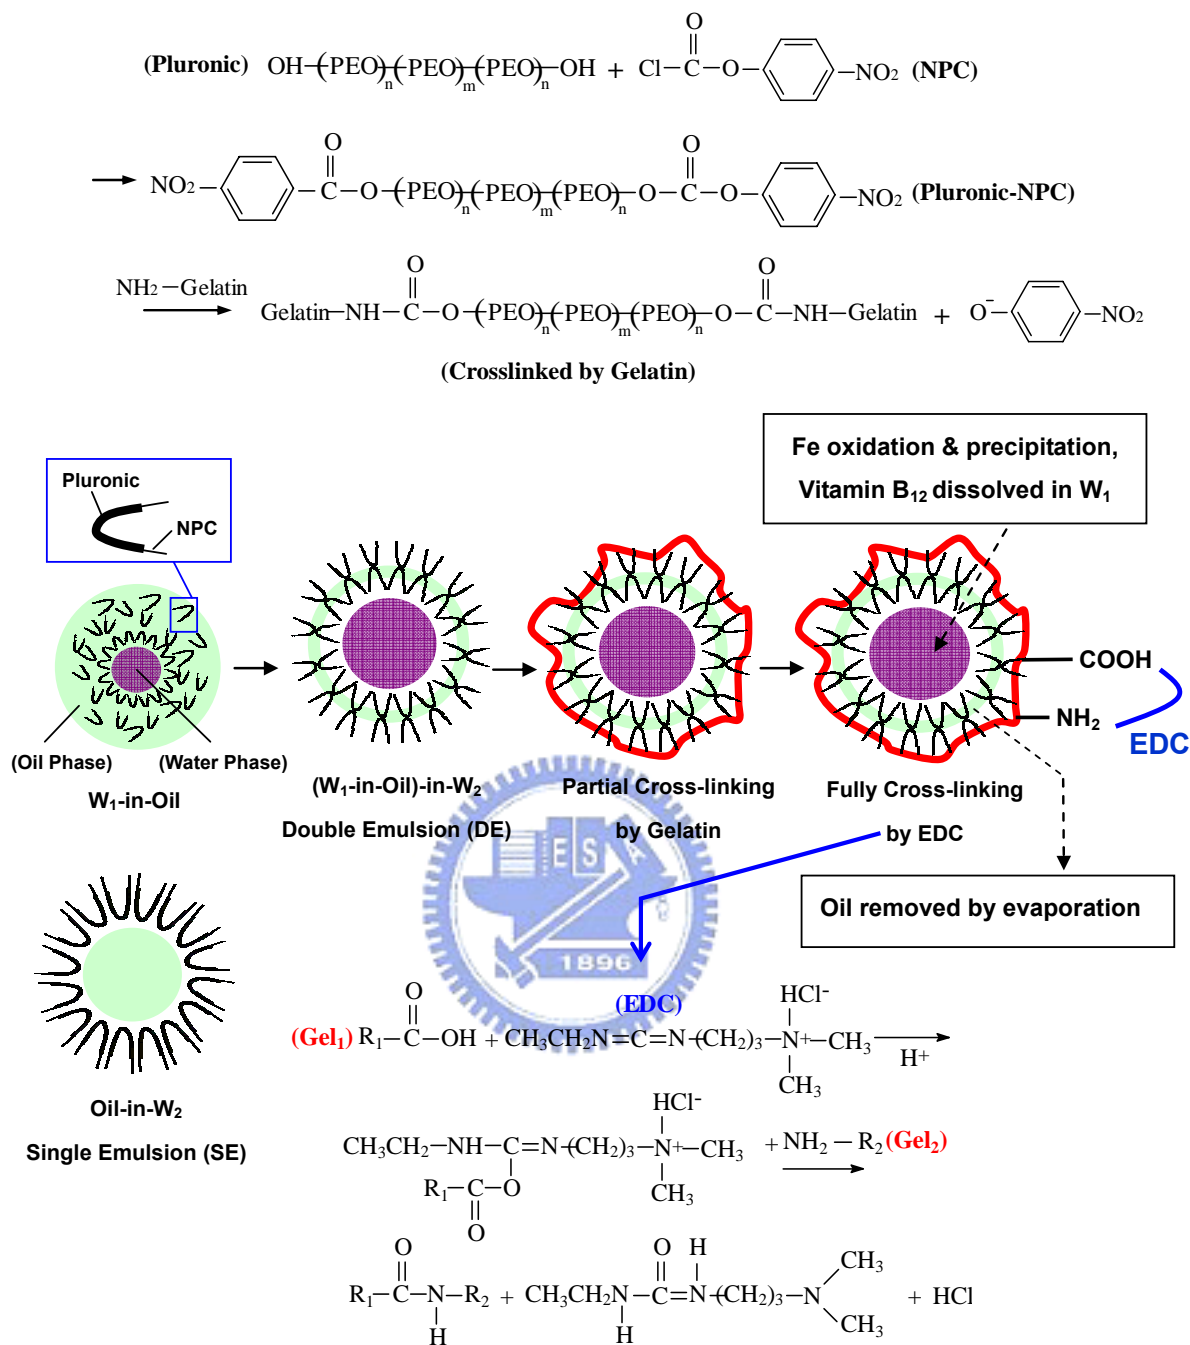 (Pluronic) OH-(PEO)n(PEO)m(PEO)n-OH + Cl-C(=O)-O-⌬-NO2 (NPC)
NO2-⌬-C(=O)-O-(PEO)n(PEO)m(PEO)n-O-C(=O)-O-⌬-NO2 (Pluronic-NPC)
NH2-Gelatin
Gelatin-NH-C(=O)-O-(PEO)n(PEO)m(PEO)n-O-C(=O)-NH-Gelatin + O⁻-⌬-NO2
(Crosslinked by Gelatin)
Fe oxidation & precipitation,
Vitamin B12 dissolved in W1
Pluronic
NPC
COOH
NH2
EDC
(Oil Phase) (Water Phase)
W1-in-Oil
(W1-in-Oil)-in-W2
Double Emulsion (DE)
Partial Cross-linking
by Gelatin
Fully Cross-linking
by EDC
Oil removed by evaporation
E S A
1896
Oil-in-W2
Single Emulsion (SE)
(EDC)
HCl-
(Gel1) R1-C(=O)-OH + CH3CH2N=C=N-(CH2)3-N+-CH3
CH3
H+
HCl-
CH3CH2-NH-C=N-(CH2)3-N+-CH3 + NH2-R2 (Gel2)
R1-C-O
O
CH3
O O H CH3
R1-C-N-R2 + CH3CH2N-C=N-(CH2)3-N + HCl
H H CH3